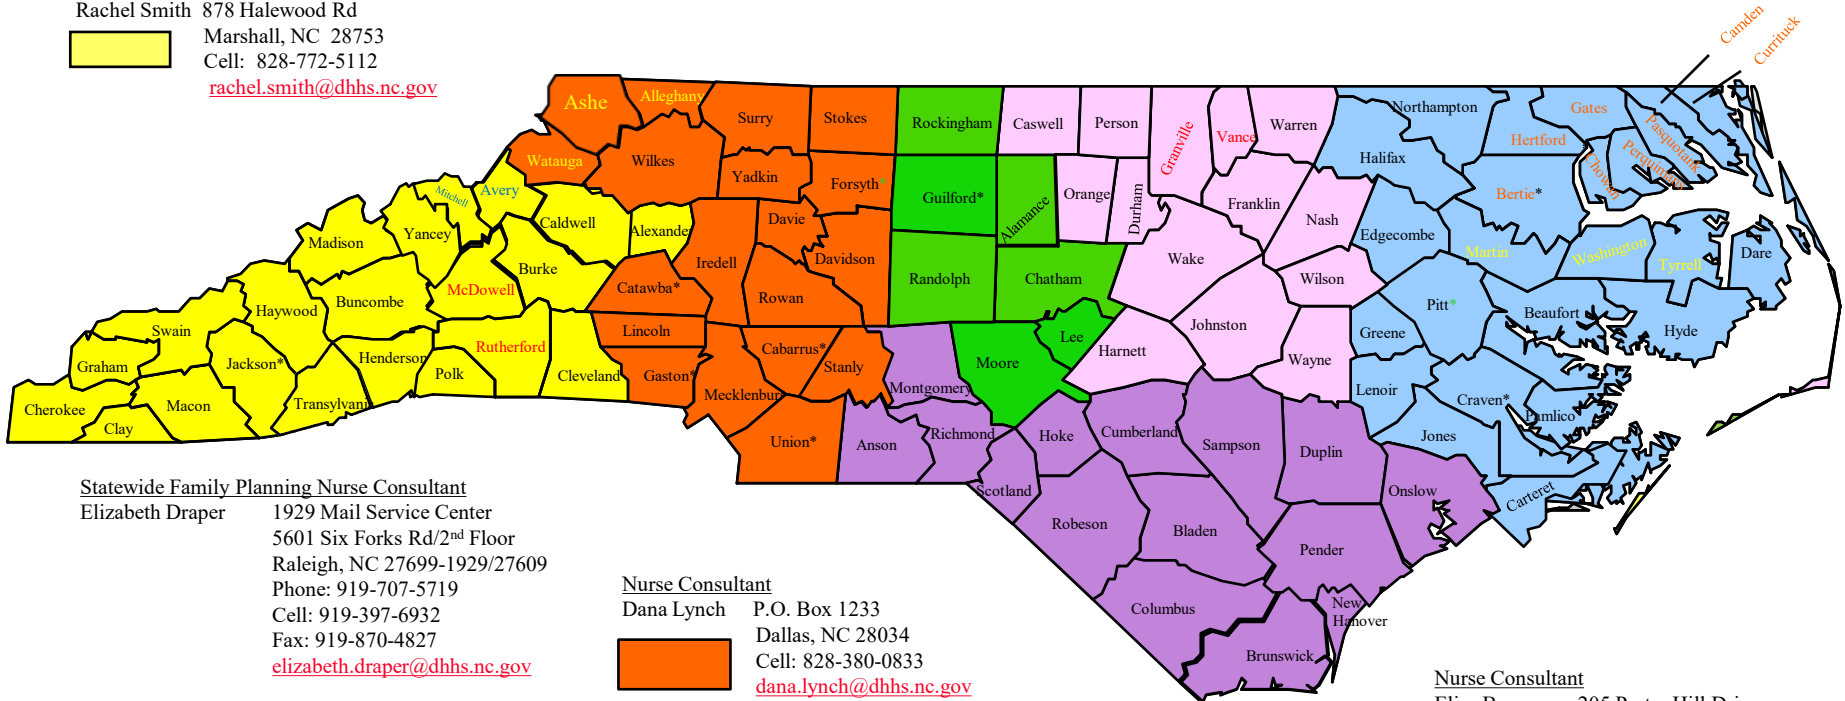 Rachel Smith 878 Halewood Rd
Marshall, NC 28753
Cell: 828-772-5112
rachel.smith@dhhs.nc.gov
Camden
Currituck
Ashe
Alleghany
Surry
Stokes
Rockingham
Caswell
Person
Granville
Vance
Warren
Northampton
Gates
Hertford
Pasquotank
Perquimans
Chowan
Halifax
Bertie*
Watauga
Wilkes
Yadkin
Forsyth*
Guilford*
Alamance
Orange
Durham
Franklin
Nash
Edgecombe
Martin
Washington
Tyrrell
Dare
Mitchell
Avery
Caldwell
Alexander
Davie
Iredell
Davidson
Madison
Yancey
Burke
McDowell
Catawba*
Rowan
Randolph
Chatham
Wake
Wilson
Pitt*
Beaufort
Hyde
Haywood
Buncombe
Swain
Graham
Jackson*
Henderson
Rutherford
Polk
Cleveland
Lincoln
Gaston*
Cabarrus*
Stanly
Mecklenburg
Montgomery
Moore
Lee
Harnett
Johnston
Wayne
Greene
Lenoir
Craven*
Pamlico
Jones
Cherokee
Clay
Macon
Transylvani
Union*
Anson
Richmond
Scotland
Hoke
Cumberland
Sampson
Duplin
Onslow
Carteret
Robeson
Bladen
Pender
Columbus
Brunswick
New
Hanover
Statewide Family Planning Nurse Consultant
Elizabeth Draper 1929 Mail Service Center
5601 Six Forks Rd/2nd Floor
Raleigh, NC 27699-1929/27609
Phone: 919-707-5719
Cell: 919-397-6932
Fax: 919-870-4827
elizabeth.draper@dhhs.nc.gov
Nurse Consultant
Dana Lynch P.O. Box 1233
Dallas, NC 28034
Cell: 828-380-0833
dana.lynch@dhhs.nc.gov
Nurse Consultant